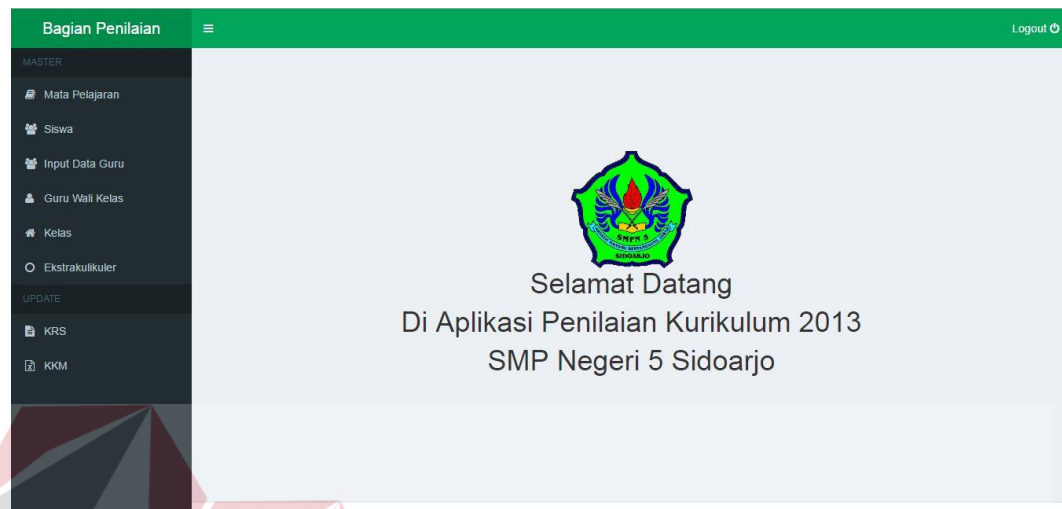 Bagian Penilaian
Logout
MASTER
Mata Pelajaran
Siswa
Input Data Guru
Guru Wali Kelas
Kelas
Ekstrakulikuler
UPDATE
KRS
KKM
SMPN 5
SIDOARJO
Selamat Datang
Di Aplikasi Penilaian Kurikulum 2013
SMP Negeri 5 Sidoarjo